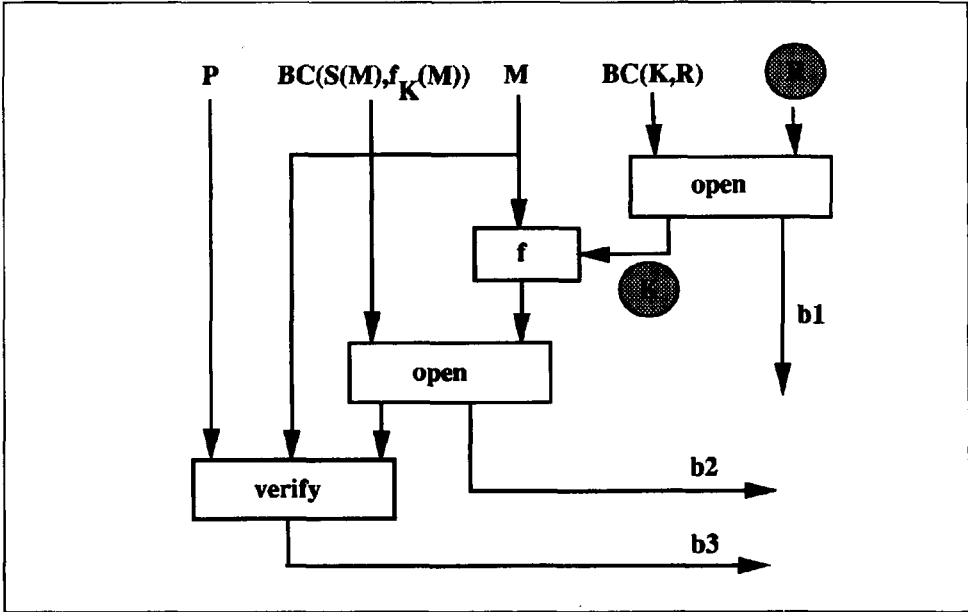 P BC(S(M),f_K(M)) M BC(K,R) R
open
f
K
b1
open
b2
verify
b3